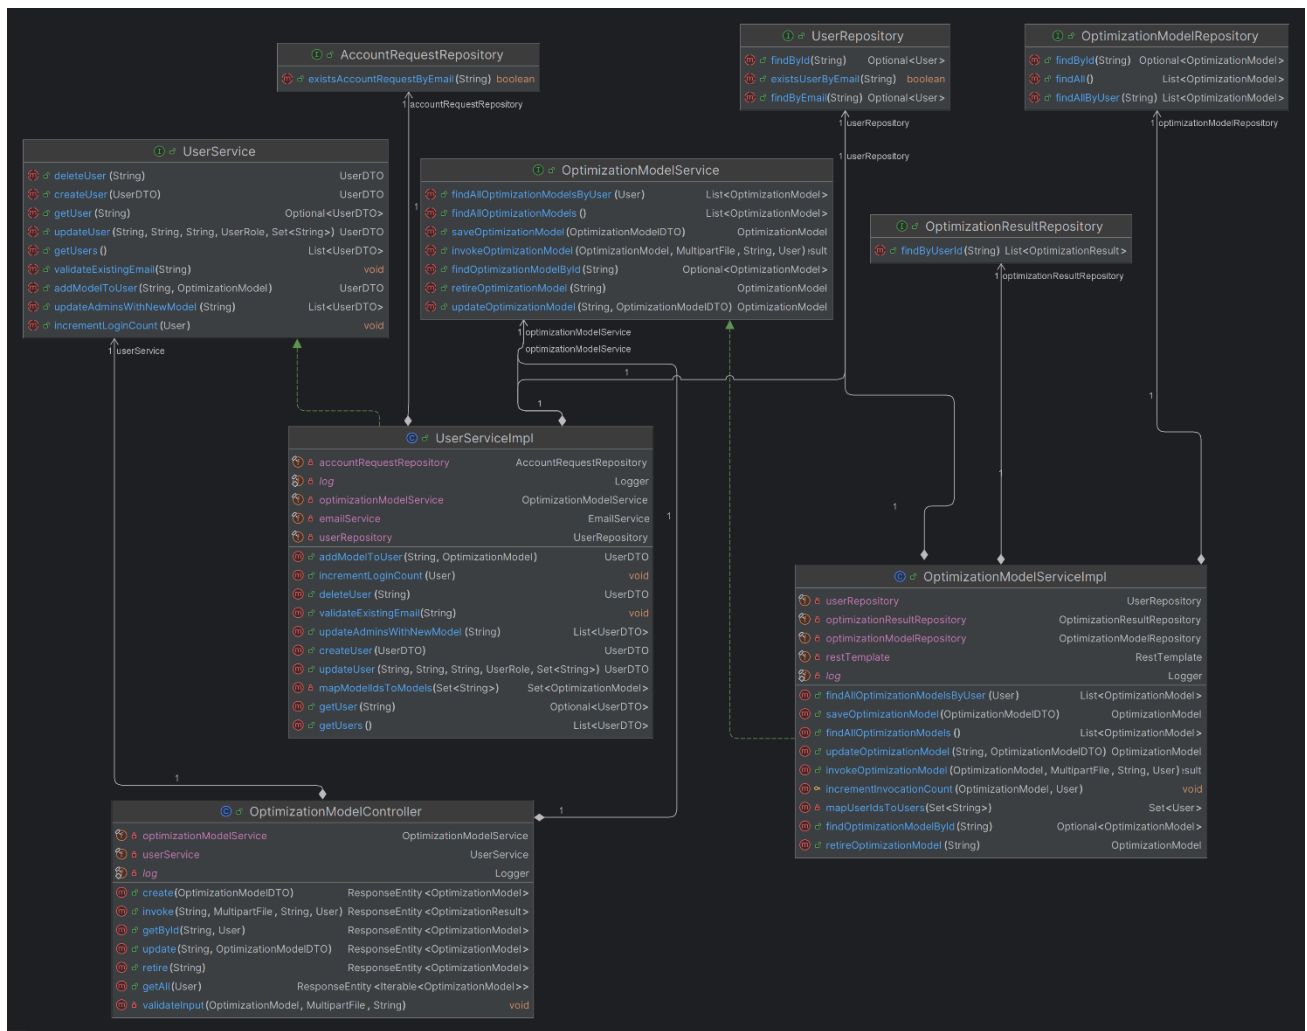 AccountRequestRepository
existsAccountRequestByEmail(String) boolean
1 accountRequestRepository
UserRepository
findById(String) Optional<User>
existsUserByEmail(String) boolean
findByEmail(String) Optional<User>
1 userRepository
1 userRepository
OptimizationModelRepository
findById(String) Optional<OptimizationModel>
findAll() List<OptimizationModel>
findAllByUser(String) List<OptimizationModel>
1 optimizationModelRepository
UserService
deleteUser (String) UserDTO
createUser(UserDTO) UserDTO
getUser(String) Optional<UserDTO>
updateUser(String, String, String, UserRole, Set<String>) UserDTO
getUsers () List<UserDTO>
validateExistingEmail(String) void
addModelToUser(String, OptimizationModel) UserDTO
updateAdminsWithNewModel (String) List<UserDTO>
incrementLoginCount (User) void
1 userService
1
OptimizationModelService
findAllOptimizationModelsByUser (User) List<OptimizationModel>
findAllOptimizationModels () List<OptimizationModel>
saveOptimizationModel(OptimizationModelDTO) OptimizationModel
invokeOptimizationModel (OptimizationModel, MultipartFile, String, User) sult
findOptimizationModelById(String) Optional<OptimizationModel>
retireOptimizationModel (String) OptimizationModel
updateOptimizationModel (String, OptimizationModelDTO) OptimizationModel
1 optimizationModelService
optimizationModelService
OptimizationResultRepository
findByUserId(String) List<OptimizationResult>
1 optimizationResultRepository
1
1
1
UserServiceImpl
accountRequestRepository AccountRequestRepository
log Logger
optimizationModelService OptimizationModelService
emailService EmailService
userRepository UserRepository
addModelToUser(String, OptimizationModel) UserDTO
incrementLoginCount (User) void
deleteUser (String) UserDTO
validateExistingEmail(String) void
updateAdminsWithNewModel (String) List<UserDTO>
createUser(UserDTO) UserDTO
updateUser (String, String, String, UserRole, Set<String>) UserDTO
mapModelIdsToModels(Set<String>) Set<OptimizationModel>
getUser (String) Optional<UserDTO>
getUsers () List<UserDTO>
1
1
1
OptimizationModelServiceImpl
userRepository UserRepository
optimizationResultRepository OptimizationResultRepository
optimizationModelRepository OptimizationModelRepository
restTemplate RestTemplate
log Logger
findAllOptimizationModelsByUser (User) List<OptimizationModel>
saveOptimizationModel(OptimizationModelDTO) OptimizationModel
findAllOptimizationModels () List<OptimizationModel>
updateOptimizationModel (String, OptimizationModelDTO) OptimizationModel
invokeOptimizationModel (OptimizationModel, MultipartFile, String, User) sult
incrementInvocationCount (OptimizationModel, User) void
mapUserIdsToUsers(Set<String>) Set<User>
findOptimizationModelById(String) Optional<OptimizationModel>
retireOptimizationModel (String) OptimizationModel
1
1
OptimizationModelController
optimizationModelService OptimizationModelService
userService UserService
log Logger
create(OptimizationModelDTO) ResponseEntity <OptimizationModel>
invoke(String, MultipartFile, String, User) ResponseEntity <OptimizationResult>
getById(String, User) ResponseEntity <OptimizationModel>
update(String, OptimizationModelDTO) ResponseEntity <OptimizationModel>
retire(String) ResponseEntity <OptimizationModel>
getAll(User) ResponseEntity <Iterable<OptimizationModel>>
validateInput(OptimizationModel, MultipartFile, String) void